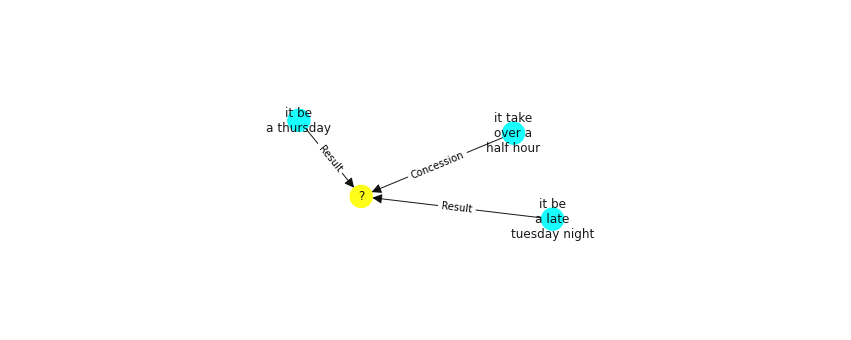 it be
a thursday
it take
over a
half hour
Result
Concession
?
Result
it be
a late
tuesday night